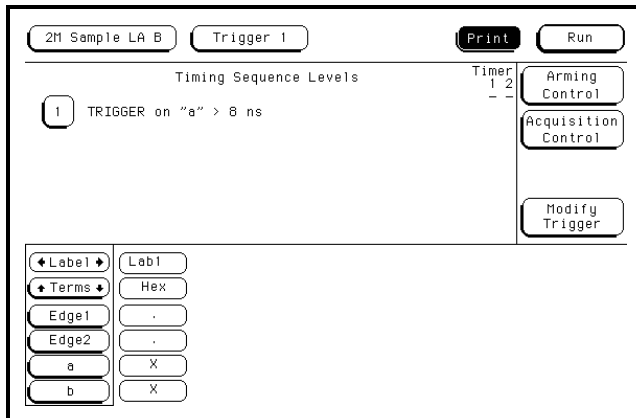 2M Sample LA B Trigger 1 Print Run
Timing Sequence Levels
Timer
1 2
- -
1 TRIGGER on "a" > 8 ns
Arming
Control
Acquisition
Control
Modify
Trigger
←Label→ Lab1
↑Terms↓ Hex
Edge1 .
Edge2 .
a X
b X